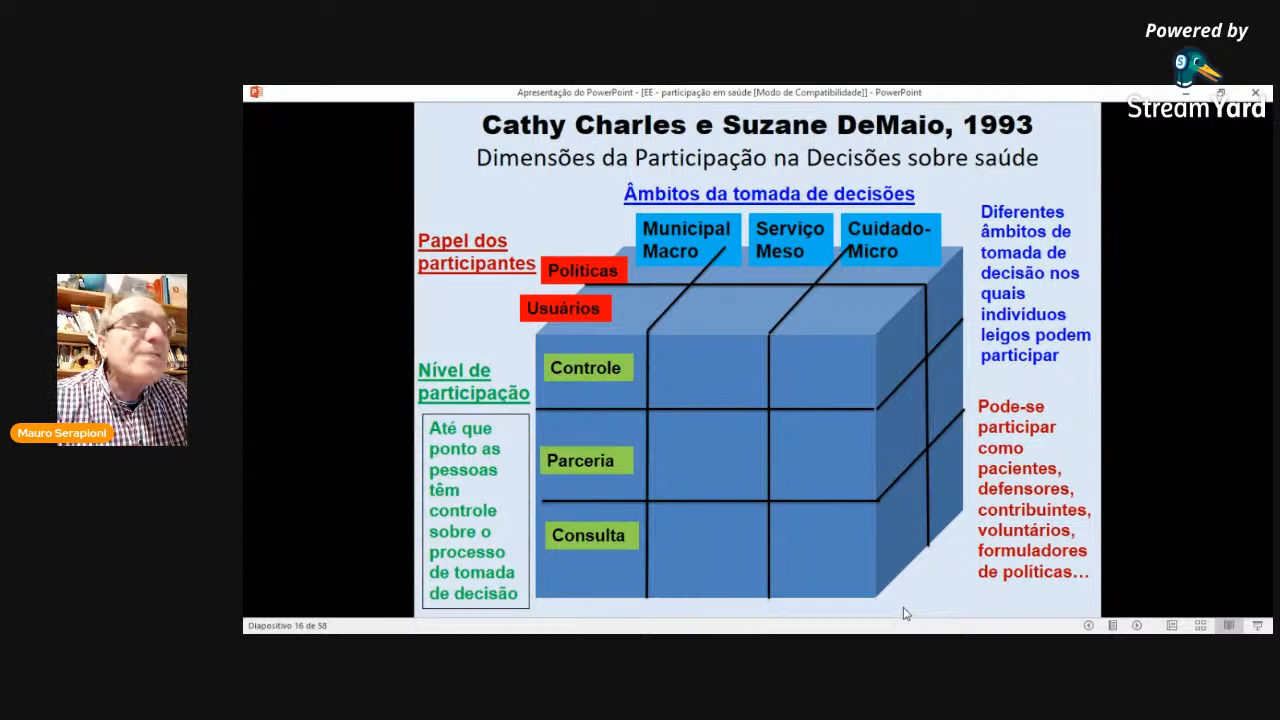 Powered by
StreamYard
Apresentação do PowerPoint - [EE - participação em saúde [Modo de Compatibilidade]] - PowerPoint
Cathy Charles e Suzane DeMaio, 1993
Dimensões da Participação na Decisões sobre saúde
Âmbitos da tomada de decisões
Municipal
Macro
Serviço
Meso
Cuidado-
Micro
Papel dos
participantes
Políticas
Usuários
Nível de
participação
Controle
Parceria
Consulta
Até que
ponto as
pessoas
têm
controle
sobre o
processo
de tomada
de decisão
Diferentes
âmbitos de
tomada de
decisão nos
quais
indivíduos
leigos podem
participar
Pode-se
participar
como
pacientes,
defensores,
contribuintes,
voluntários,
formuladores
de políticas...
Mauro Serapioni
Diapositivo 16 de 58